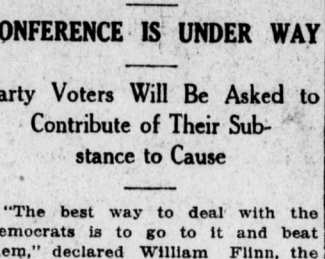 ONFERENCE IS UNDER WAY
arty Voters Will Be Asked to
Contribute of Their Sub-
stance to Cause
"The best way to deal with the
emocrats is to go to it and beat
em," declared William Flinn, the